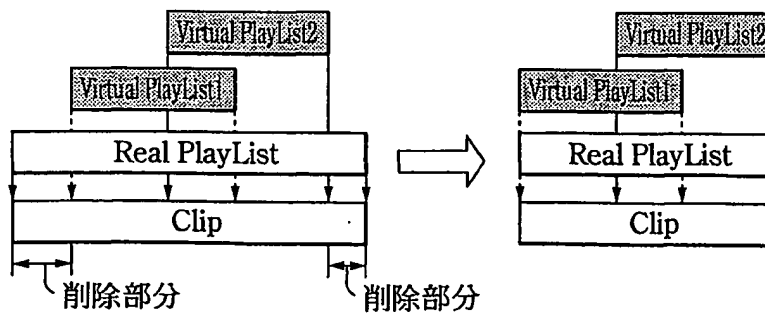 Virtual PlayList2
Virtual PlayList1
Real PlayList
Clip
削除部分
削除部分
Virtual PlayList2
Virtual PlayList1
Real PlayList
Clip